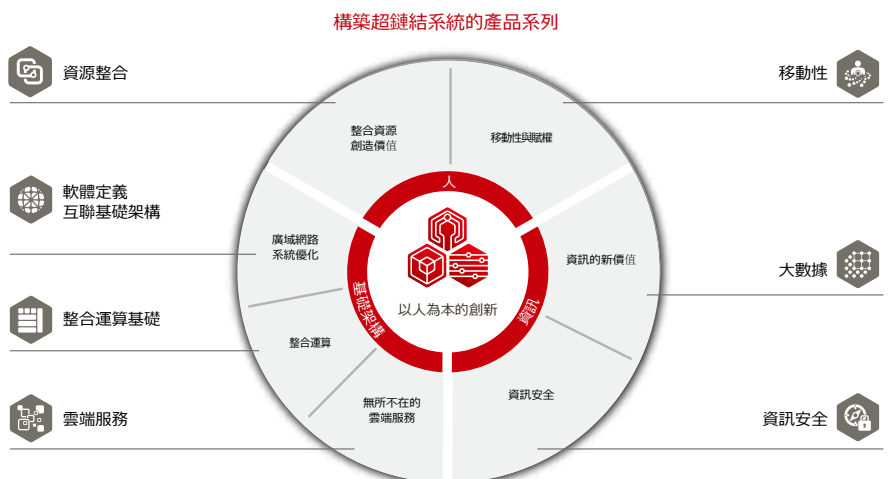 構築超鏈結系統的產品系列
資源整合
移動性
整合資源
創造價值
移動性與賦權
人
軟體定義
互聯基礎架構
廣域網路
系統優化
資訊的新價值
大數據
以人為本的創新
基礎架構
資訊
整合運算基礎
整合運算
無所不在的
雲端服務
資訊安全
雲端服務
資訊安全